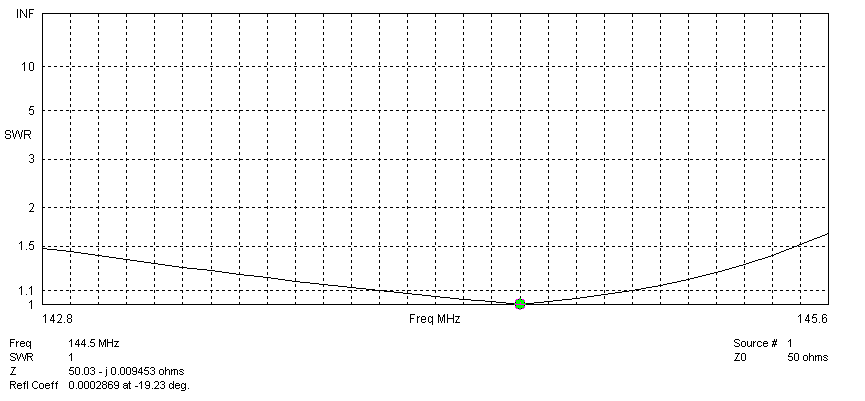 INF
10
5
SWR
3
2
1.5
1.1
1
142.8 Freq MHz 145.6
Freq 144.5 MHz Source # 1
SWR 1 Z0 50 ohms
Z 50.03 - j 0.009453 ohms
Refl Coeff 0.0002869 at -19.23 deg.